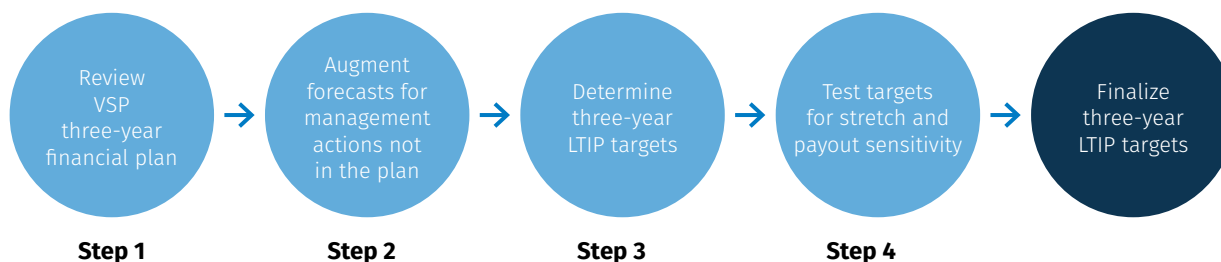 Review
VSP
three-year
financial plan
Augment
forecasts for
management
actions not
in the plan
Determine
three-year
LTIP targets
Test targets
for stretch and
payout sensitivity
Finalize
three-year
LTIP targets
Step 1
Step 2
Step 3
Step 4